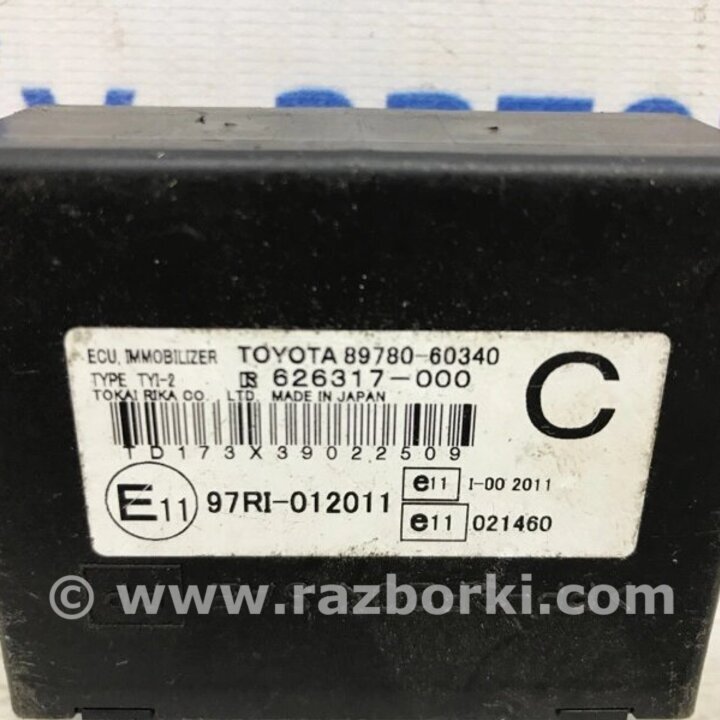 ECU, IMMOBILIZER TOYOTA 89780-60340
TYPE TYI-2 626317-000
TOKAI RIKA CO. LTD. MADE IN JAPAN
C
TD173X39022509
E11 97RI-012011
e11 I-00 2011
e11 021460
© www.razborki.com